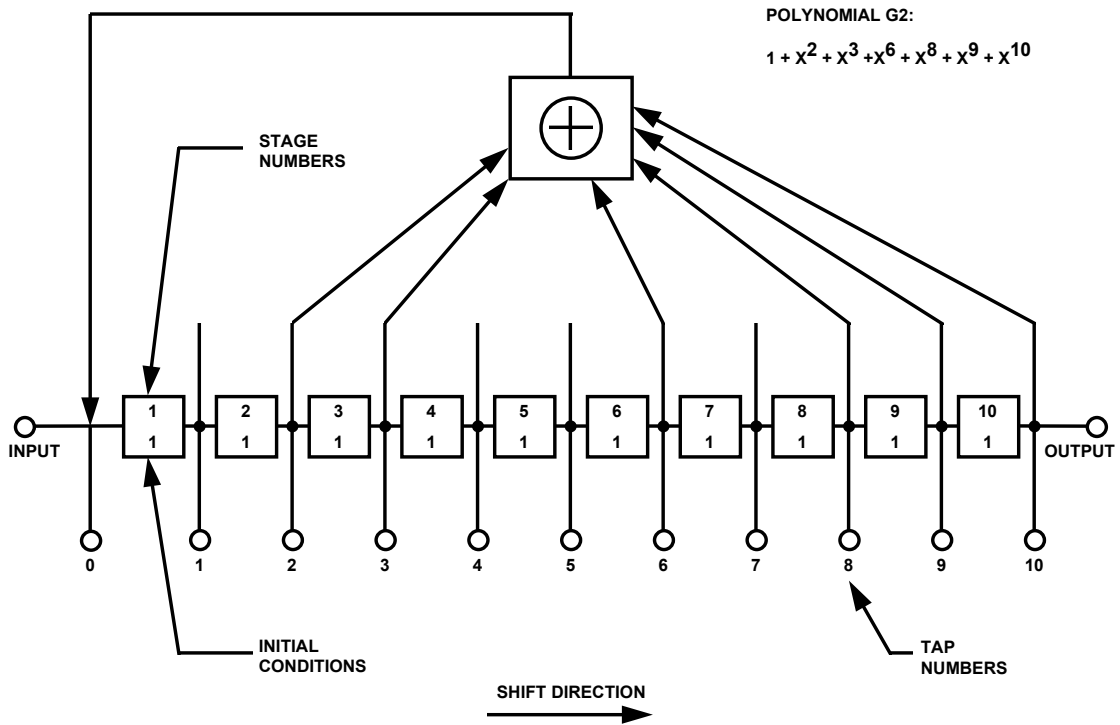 POLYNOMIAL G2:
1 + X2 + X3 +X6 + X8 + X9 + X10
STAGE
NUMBERS
1 2 3 4 5 6 7 8 9 10
1 1 1 1 1 1 1 1 1 1
INPUT
OUTPUT
0 1 2 3 4 5 6 7 8 9 10
INITIAL
CONDITIONS
TAP
NUMBERS
SHIFT DIRECTION